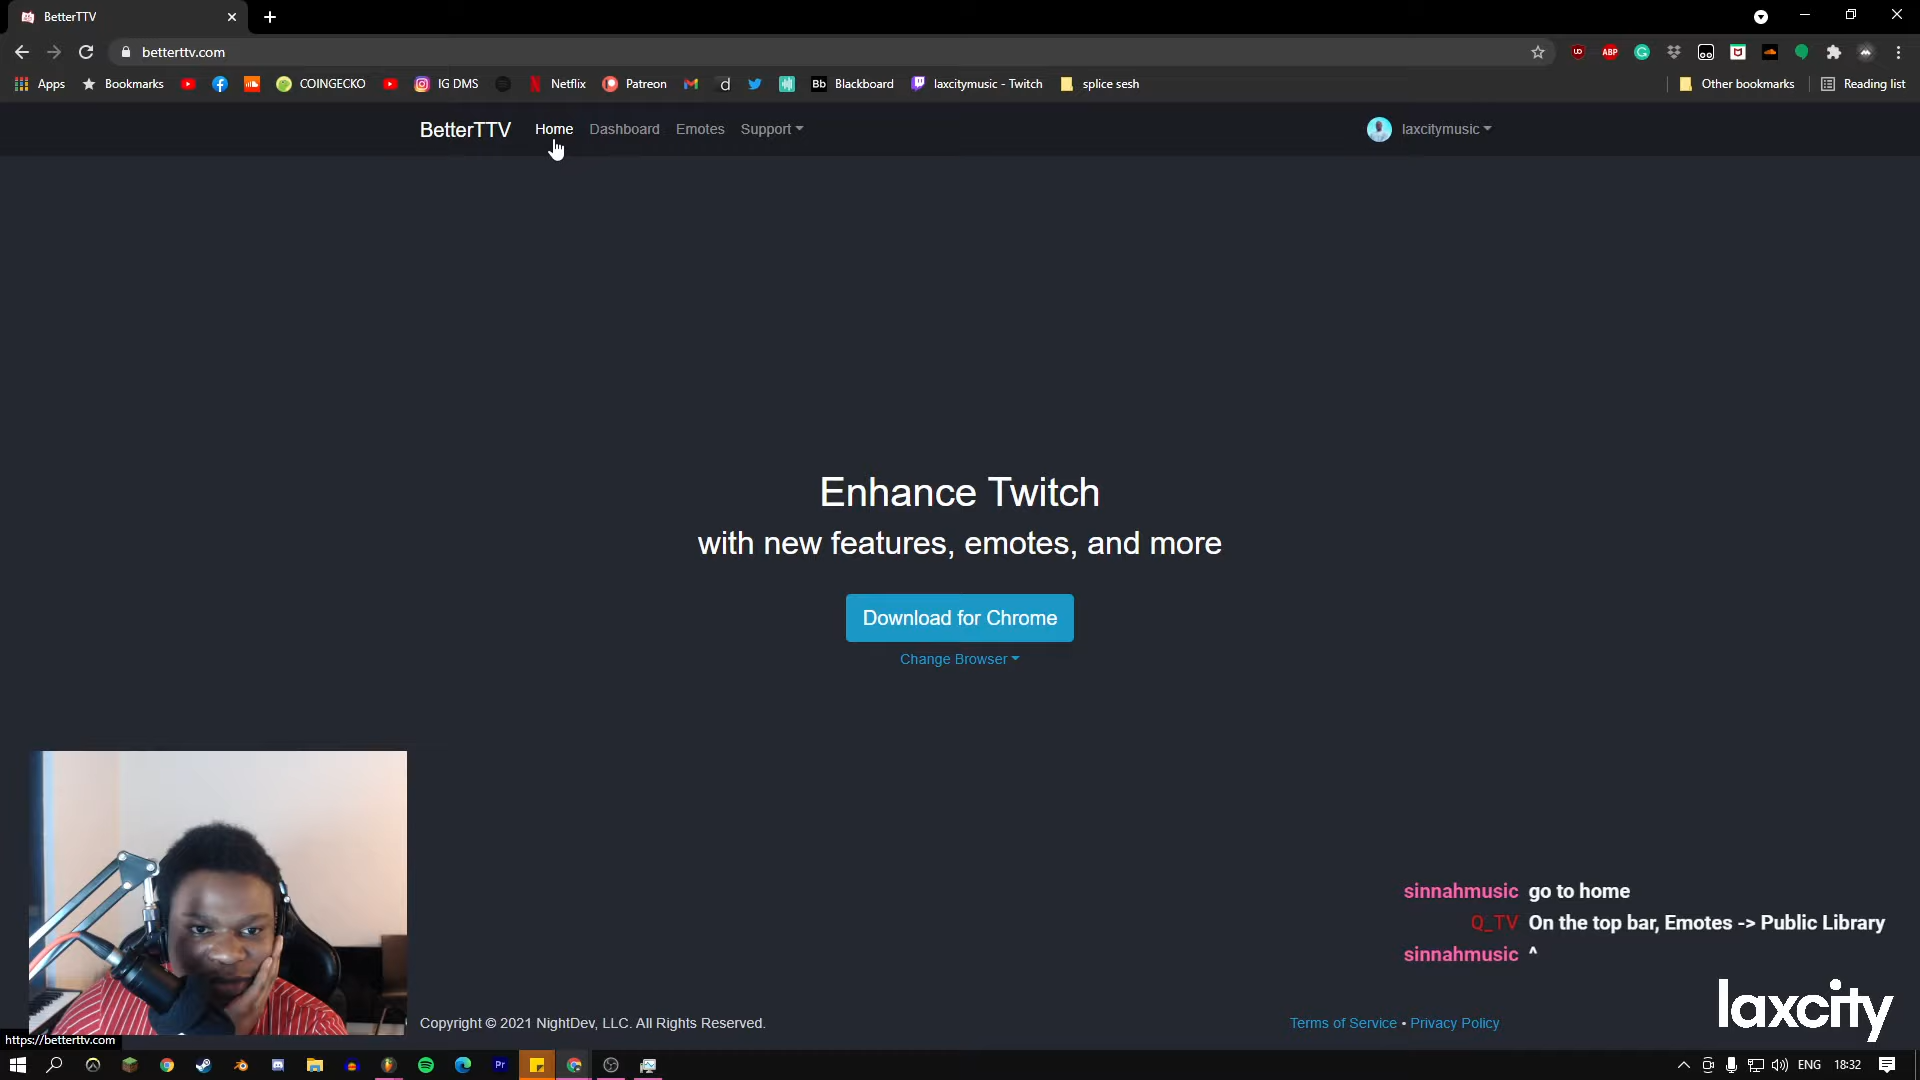 BetterTTV
betterttv.com
Apps Bookmarks COINGECKO IG DMS Netflix Patreon d Bb Blackboard laxcitymusic - Twitch splice sesh Other bookmarks Reading list
BetterTTV Home Dashboard Emotes Support laxcitymusic
Enhance Twitch
with new features, emotes, and more
Download for Chrome
Change Browser
sinnahmusic go to home
Q_TV On the top bar, Emotes -> Public Library
sinnahmusic ^
laxcity
Copyright © 2021 NightDev, LLC. All Rights Reserved. Terms of Service • Privacy Policy
https://betterttv.com
Pr ENG 18:32